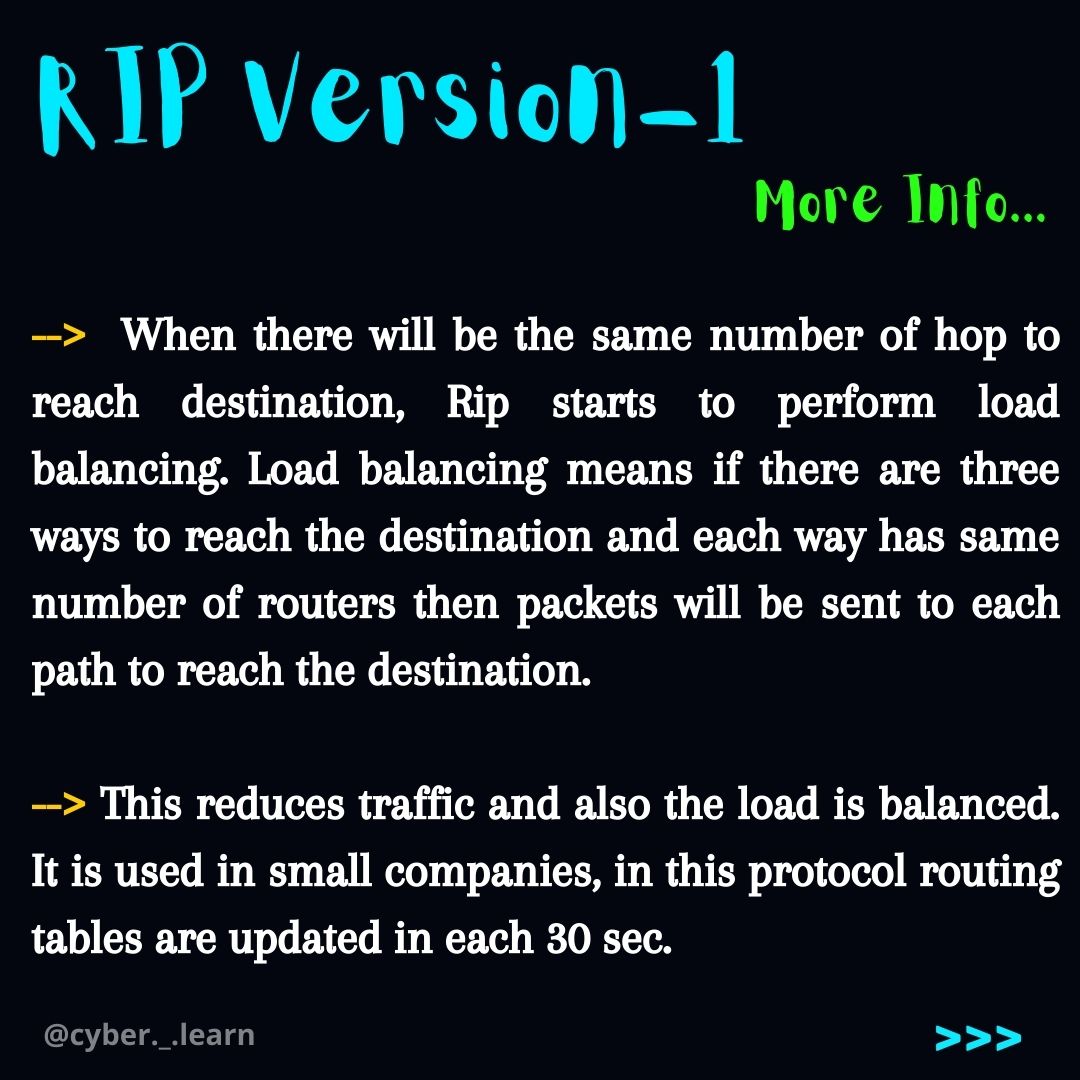 RIP Version-1
More Info...
--> When there will be the same number of hop to
reach destination, Rip starts to perform load
balancing. Load balancing means if there are three
ways to reach the destination and each way has same
number of routers then packets will be sent to each
path to reach the destination.
--> This reduces traffic and also the load is balanced.
It is used in small companies, in this protocol routing
tables are updated in each 30 sec.
@cyber._.learn
>>>